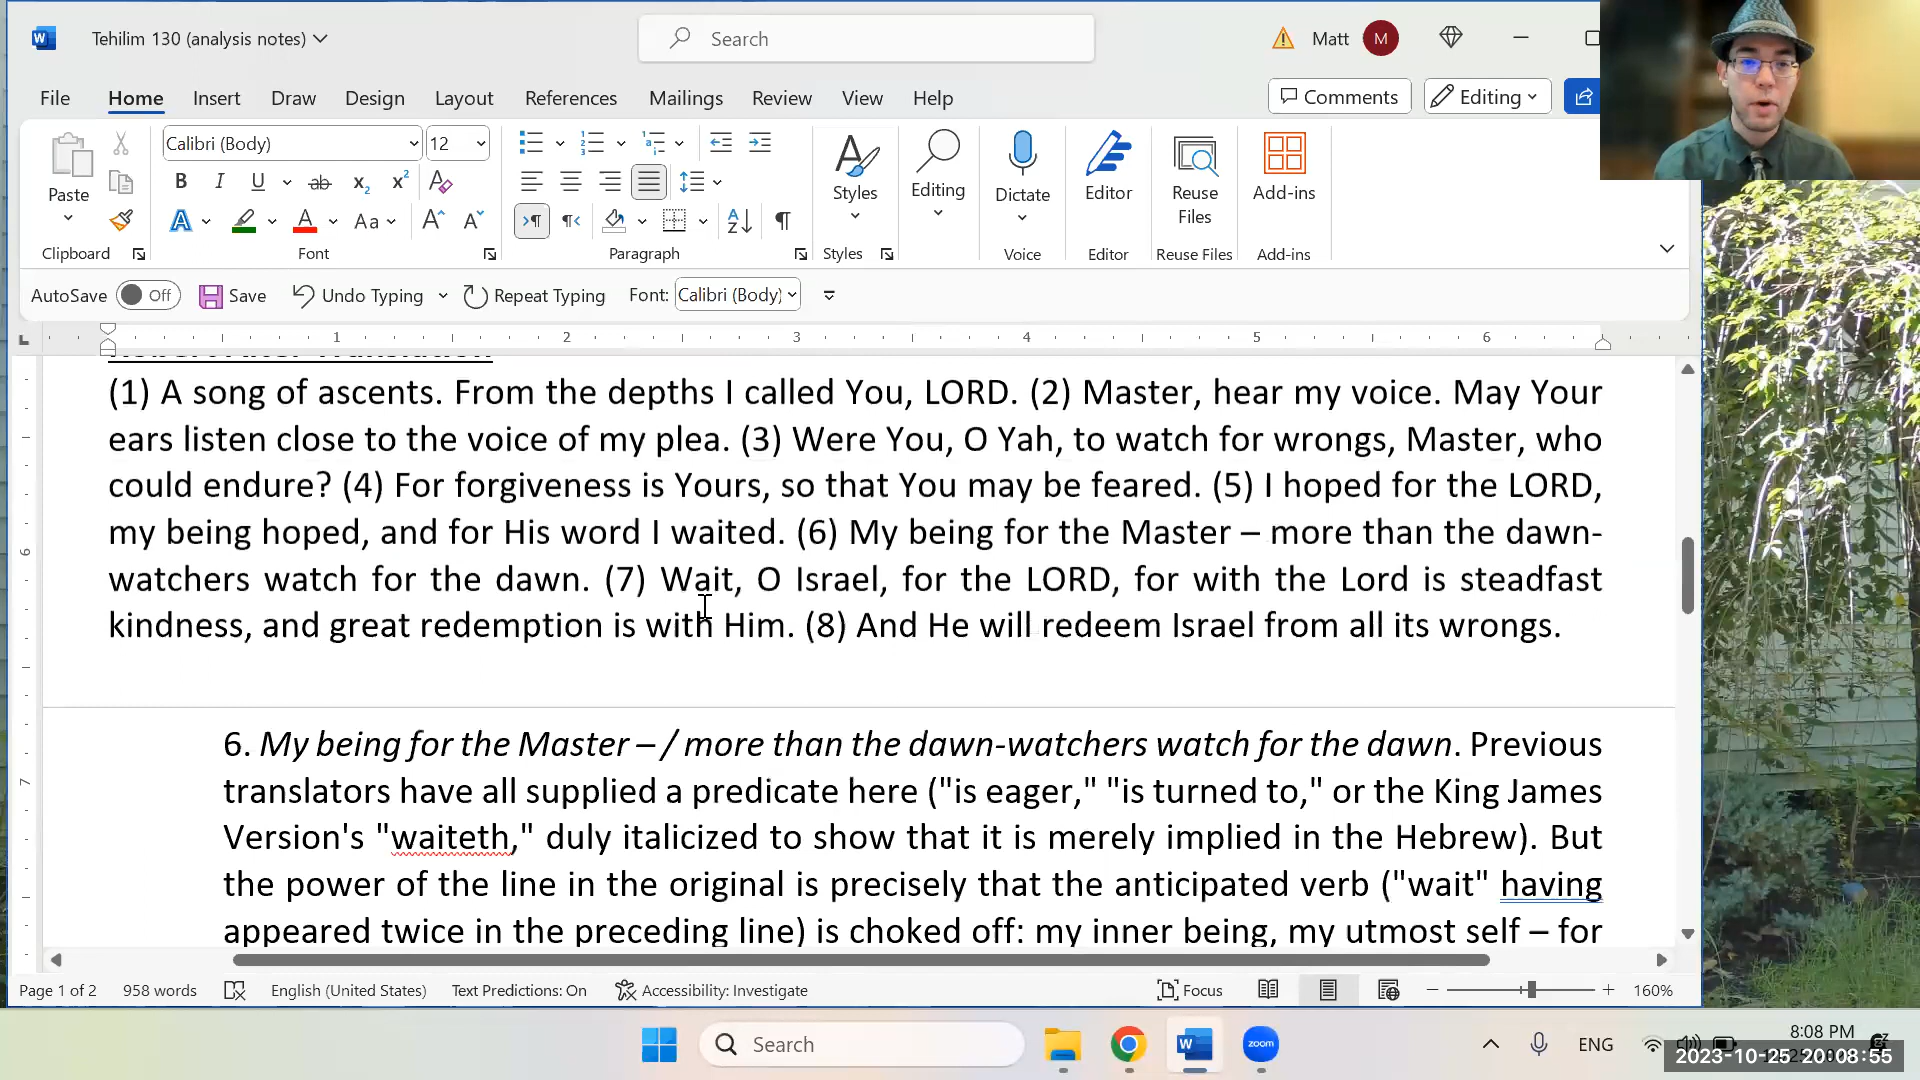 Tehilim 130 (analysis notes)
Search
Matt
M
File Home Insert Draw Design Layout References Mailings Review View Help
Comments
Editing
Paste
Calibri (Body)
12
Styles
Editing
Dictate
Editor
Reuse
Files
Add-ins
Clipboard
Font
Paragraph
Styles
Voice
Editor
Reuse Files
Add-ins
AutoSave Off Save Undo Typing Repeat Typing Font: Calibri (Body)
1 2 3 4 5 6
(1) A song of ascents. From the depths I called You, LORD. (2) Master, hear my voice. May Your
ears listen close to the voice of my plea. (3) Were You, O Yah, to watch for wrongs, Master, who
could endure? (4) For forgiveness is Yours, so that You may be feared. (5) I hoped for the LORD,
my being hoped, and for His word I waited. (6) My being for the Master – more than the dawn-
watchers watch for the dawn. (7) Wait, O Israel, for the LORD, for with the Lord is steadfast
kindness, and great redemption is with Him. (8) And He will redeem Israel from all its wrongs.
6. My being for the Master – / more than the dawn-watchers watch for the dawn. Previous
translators have all supplied a predicate here ("is eager," "is turned to," or the King James
Version's "waiteth," duly italicized to show that it is merely implied in the Hebrew). But
the power of the line in the original is precisely that the anticipated verb ("wait" having
appeared twice in the preceding line) is choked off: my inner being, my utmost self – for
6
7
Page 1 of 2 958 words English (United States) Text Predictions: On Accessibility: Investigate
Focus
160%
Search
zoom
ENG
8:08 PM
2023-10-25 20:08:55